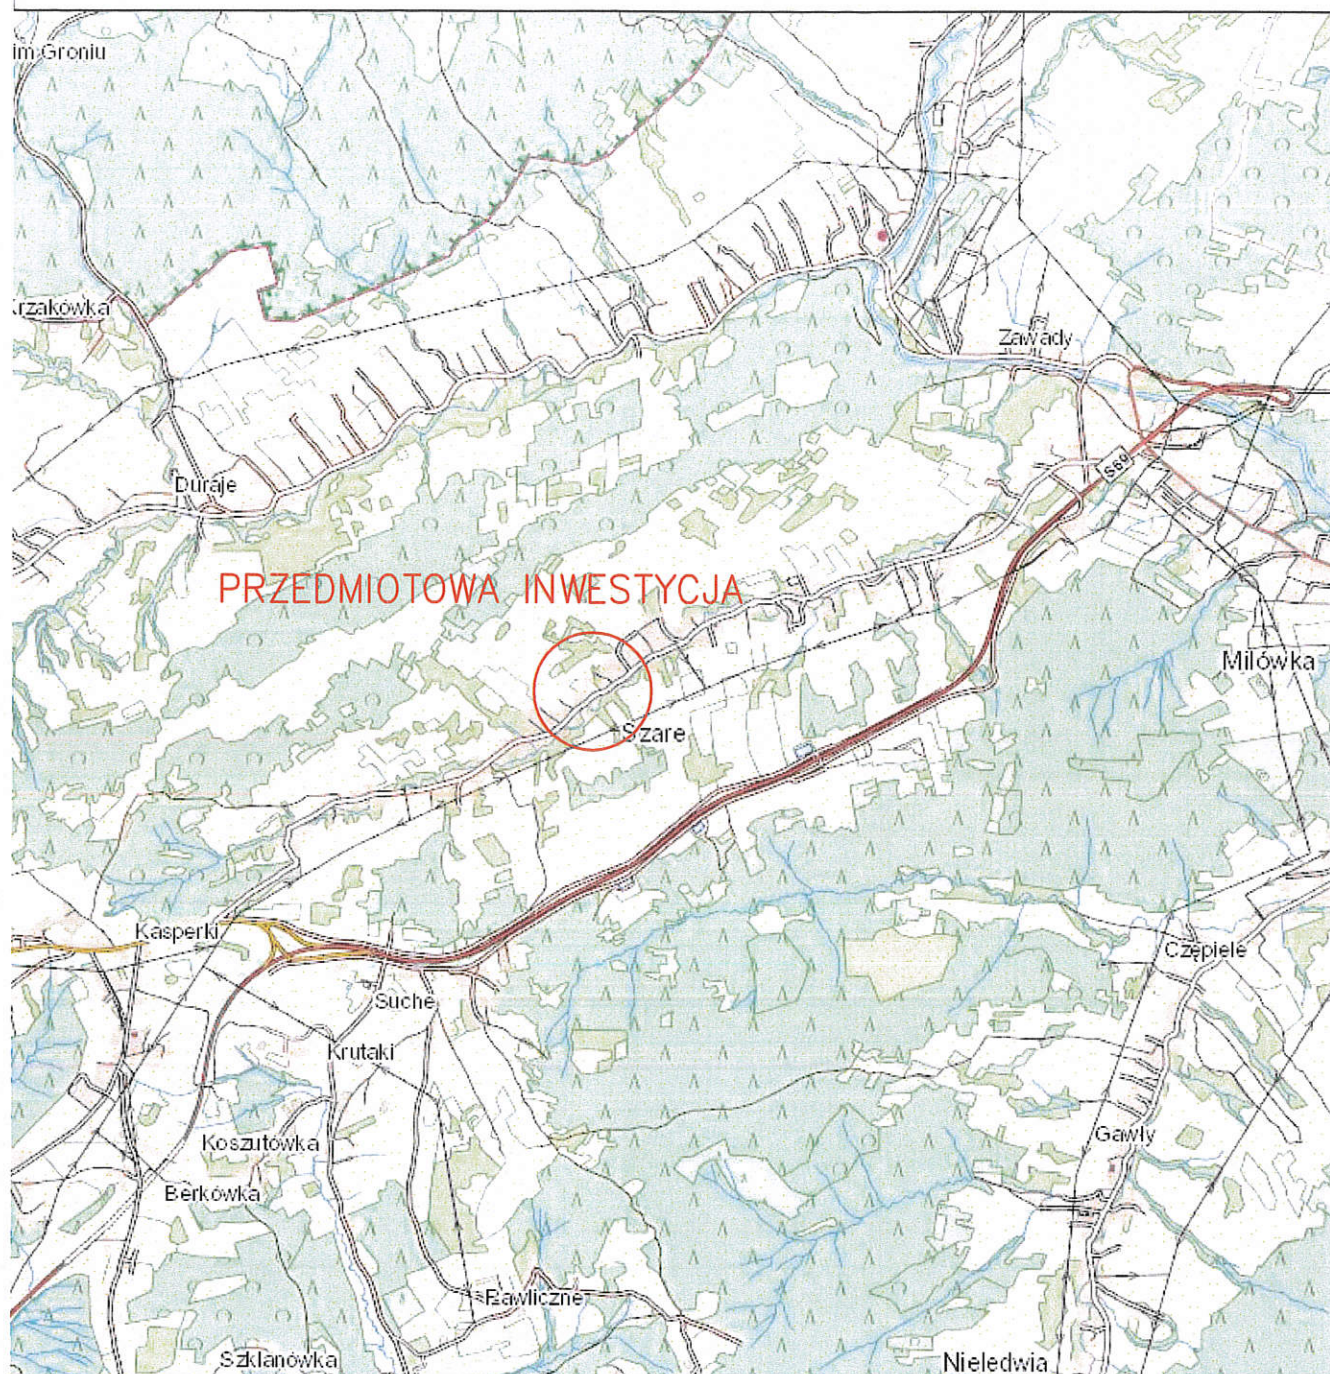 im Groniu
Zawady
S69
Duraje
PRZEDMIOTOWA INWESTYCJA
Milówka
Szare
Kasperki
Czępiele
Suche
Krutaki
Gawły
Koszutówka
Berkówka
Rawliczne
Szklanówka
Nieledwia